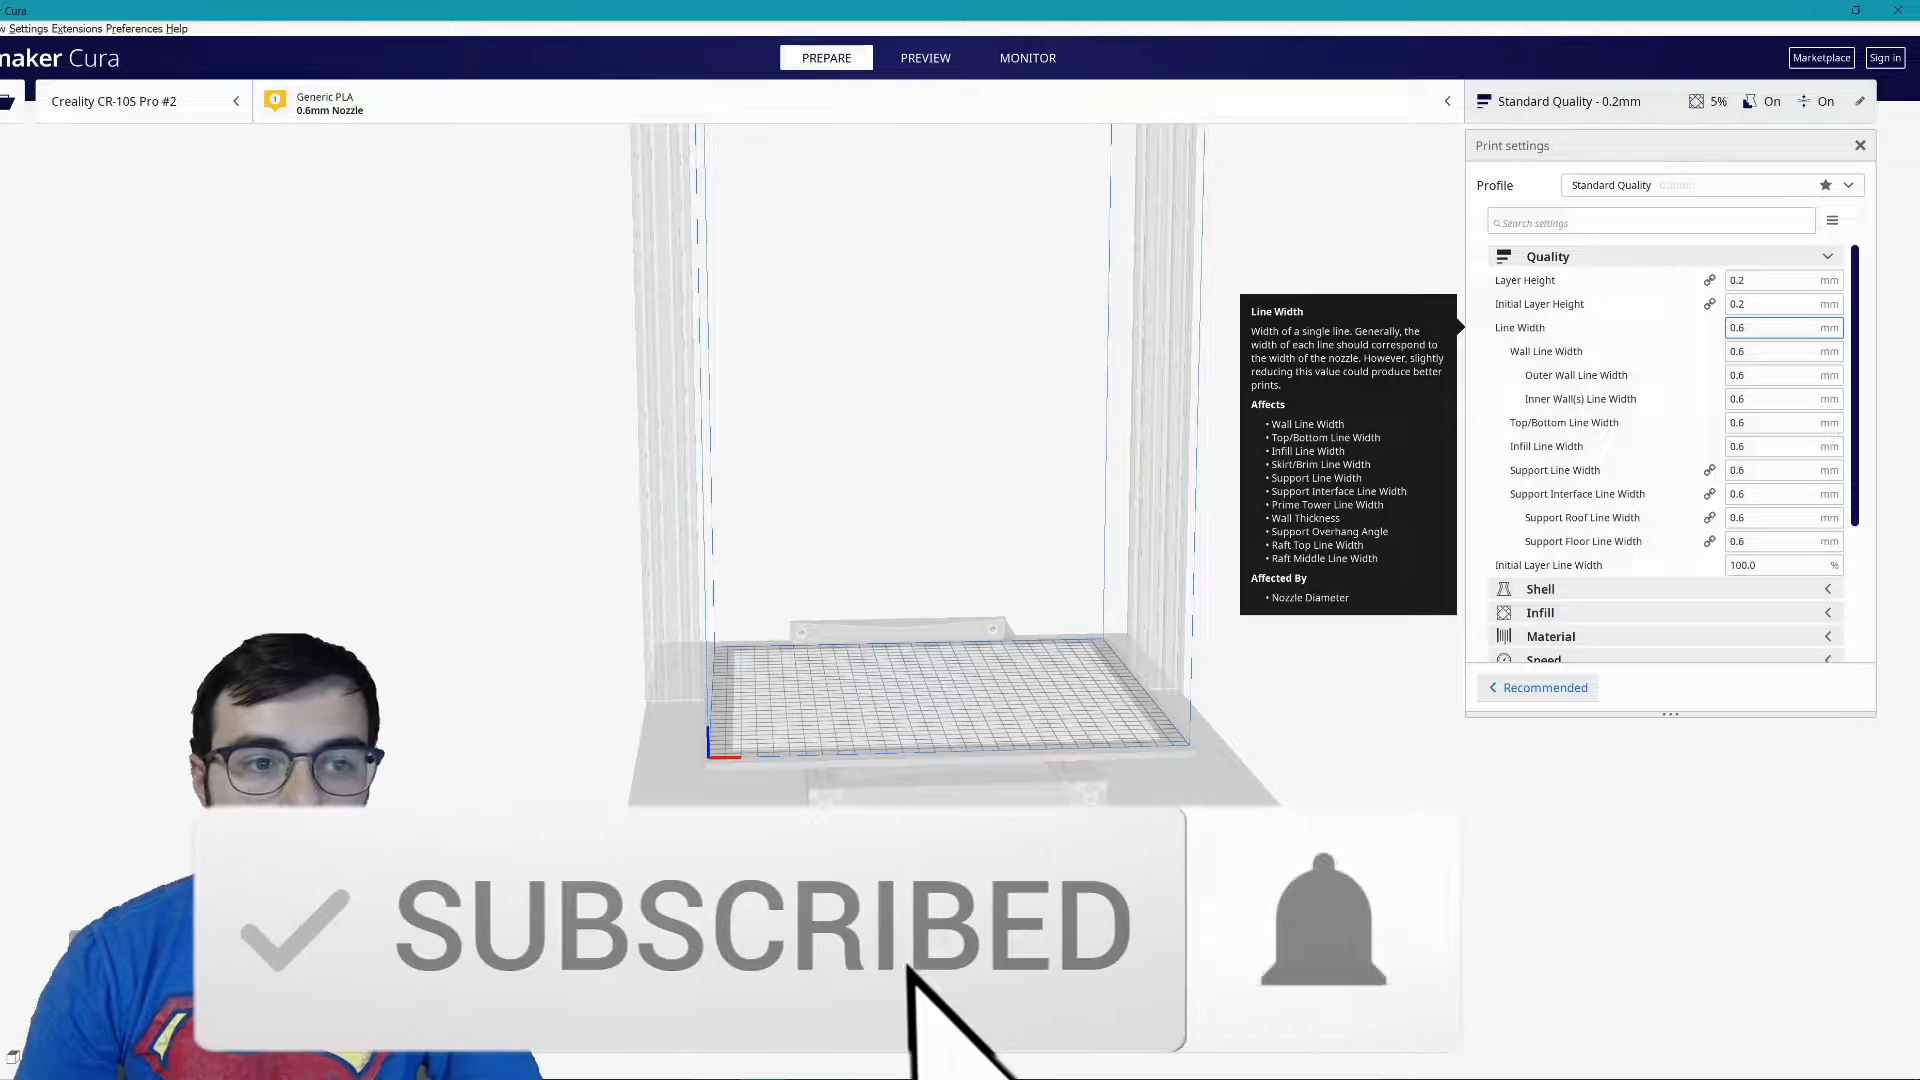 Cura
Settings Extensions Preferences Help
maker Cura
PREPARE
PREVIEW
MONITOR
Marketplace
Sign in
Creality CR-10S Pro #2
1
Generic PLA
0.6mm Nozzle
Standard Quality - 0.2mm
5%
On
On
Print settings
Profile
Standard Quality
Search settings
Quality
Layer Height
0.2 mm
Initial Layer Height
0.2 mm
Line Width
0.6 mm
Wall Line Width
0.6 mm
Outer Wall Line Width
0.6 mm
Inner Wall(s) Line Width
0.6 mm
Top/Bottom Line Width
0.6 mm
Infill Line Width
0.6 mm
Support Line Width
0.6 mm
Support Interface Line Width
0.6 mm
Support Roof Line Width
0.6 mm
Support Floor Line Width
0.6 mm
Initial Layer Line Width
100.0 %
Shell
Infill
Material
Speed
Recommended
Line Width
Width of a single line. Generally, the
width of each line should correspond to
the width of the nozzle. However, slightly
reducing this value could produce better
prints.
Affects
• Wall Line Width
• Top/Bottom Line Width
• Infill Line Width
• Skirt/Brim Line Width
• Support Line Width
• Support Interface Line Width
• Prime Tower Line Width
• Wall Thickness
• Support Overhang Angle
• Raft Top Line Width
• Raft Middle Line Width
Affected By
• Nozzle Diameter
SUBSCRIBED